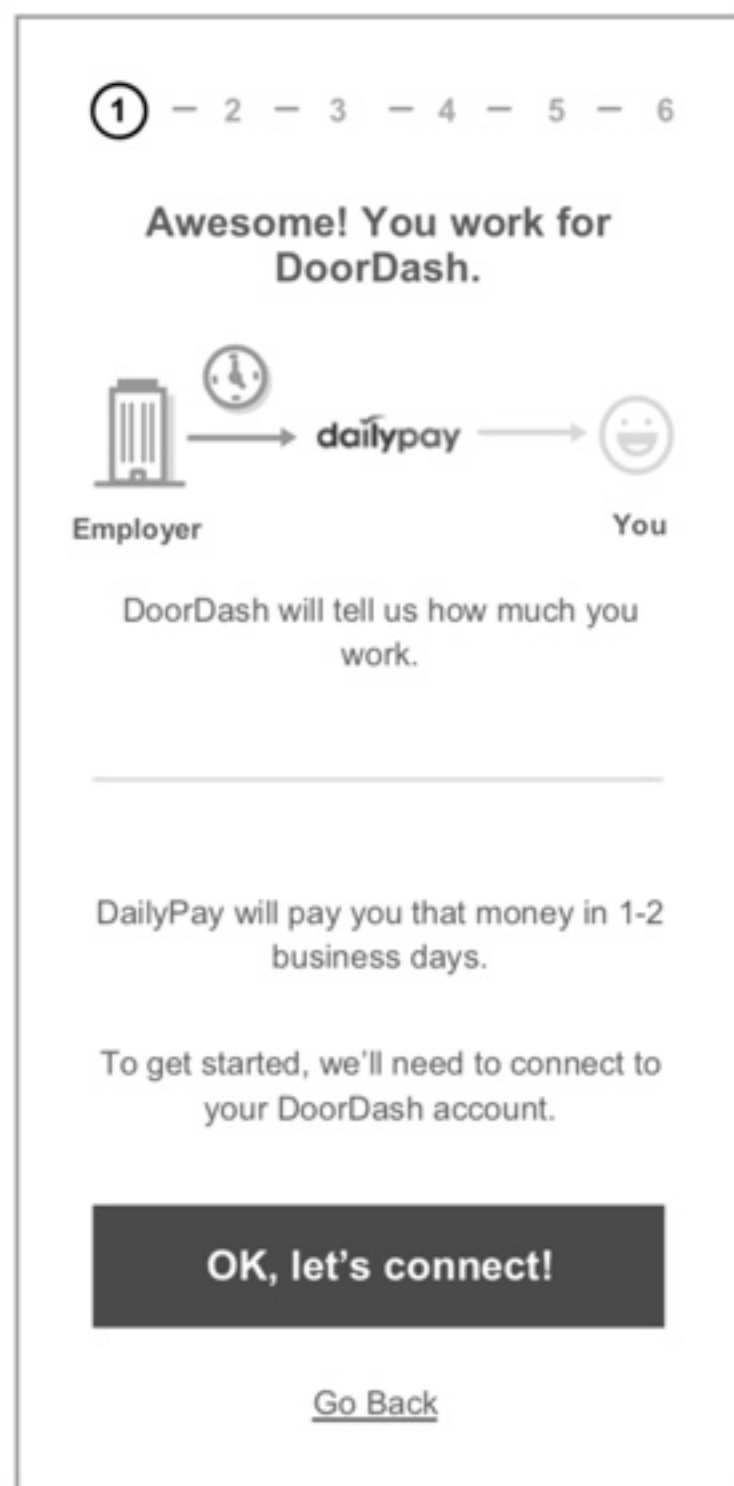 1 – 2 – 3 – 4 – 5 – 6
Awesome! You work for
DoorDash.
dailypay
Employer
You
DoorDash will tell us how much you
work.
DailyPay will pay you that money in 1-2
business days.
To get started, we’ll need to connect to
your DoorDash account.
OK, let’s connect!
Go Back